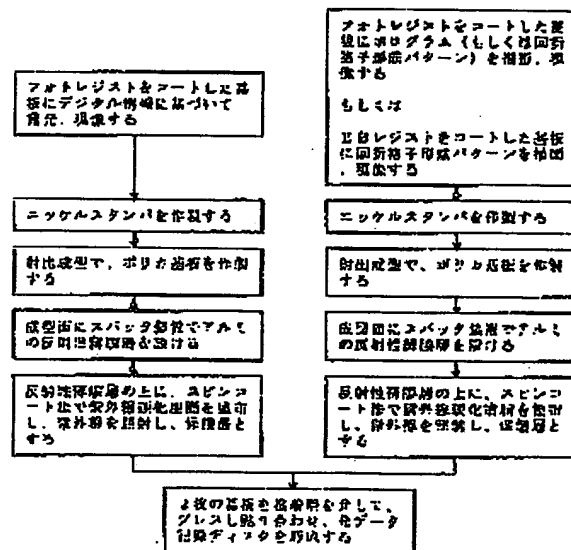 フォトレジストをコートした基
板にデジタル情報に基づいて
露光、現像する
ニッケルスタンパを作製する
射出成型で、ポリカ基板を作製
する
成型面にスパッタ蒸着でアルミ
の反射性薄膜層を設ける
反射性薄膜層の上に、スピンコ
ート法で紫外線硬化樹脂を塗布
し、紫外線を照射し、保護層と
する
フォトレジストをコートした基
板にホログラム(もしくは回折
格子形成パターン)を撮影、現
像する
もしくは
レジストをコートした基板
に回折格子形成パターンを描画
、現像する
ニッケルスタンパを作製する
射出成型で、ポリカ基板を作製
する
成型面にスパッタ蒸着でアルミ
の反射性薄膜層を設ける
反射性薄膜層の上に、スピンコ
ート法で紫外線硬化樹脂を塗布
し、紫外線を照射し、保護層と
する
2枚の基板を接着層を介して、
プレスし貼り合わせ、光データ
記録ディスクを形成する